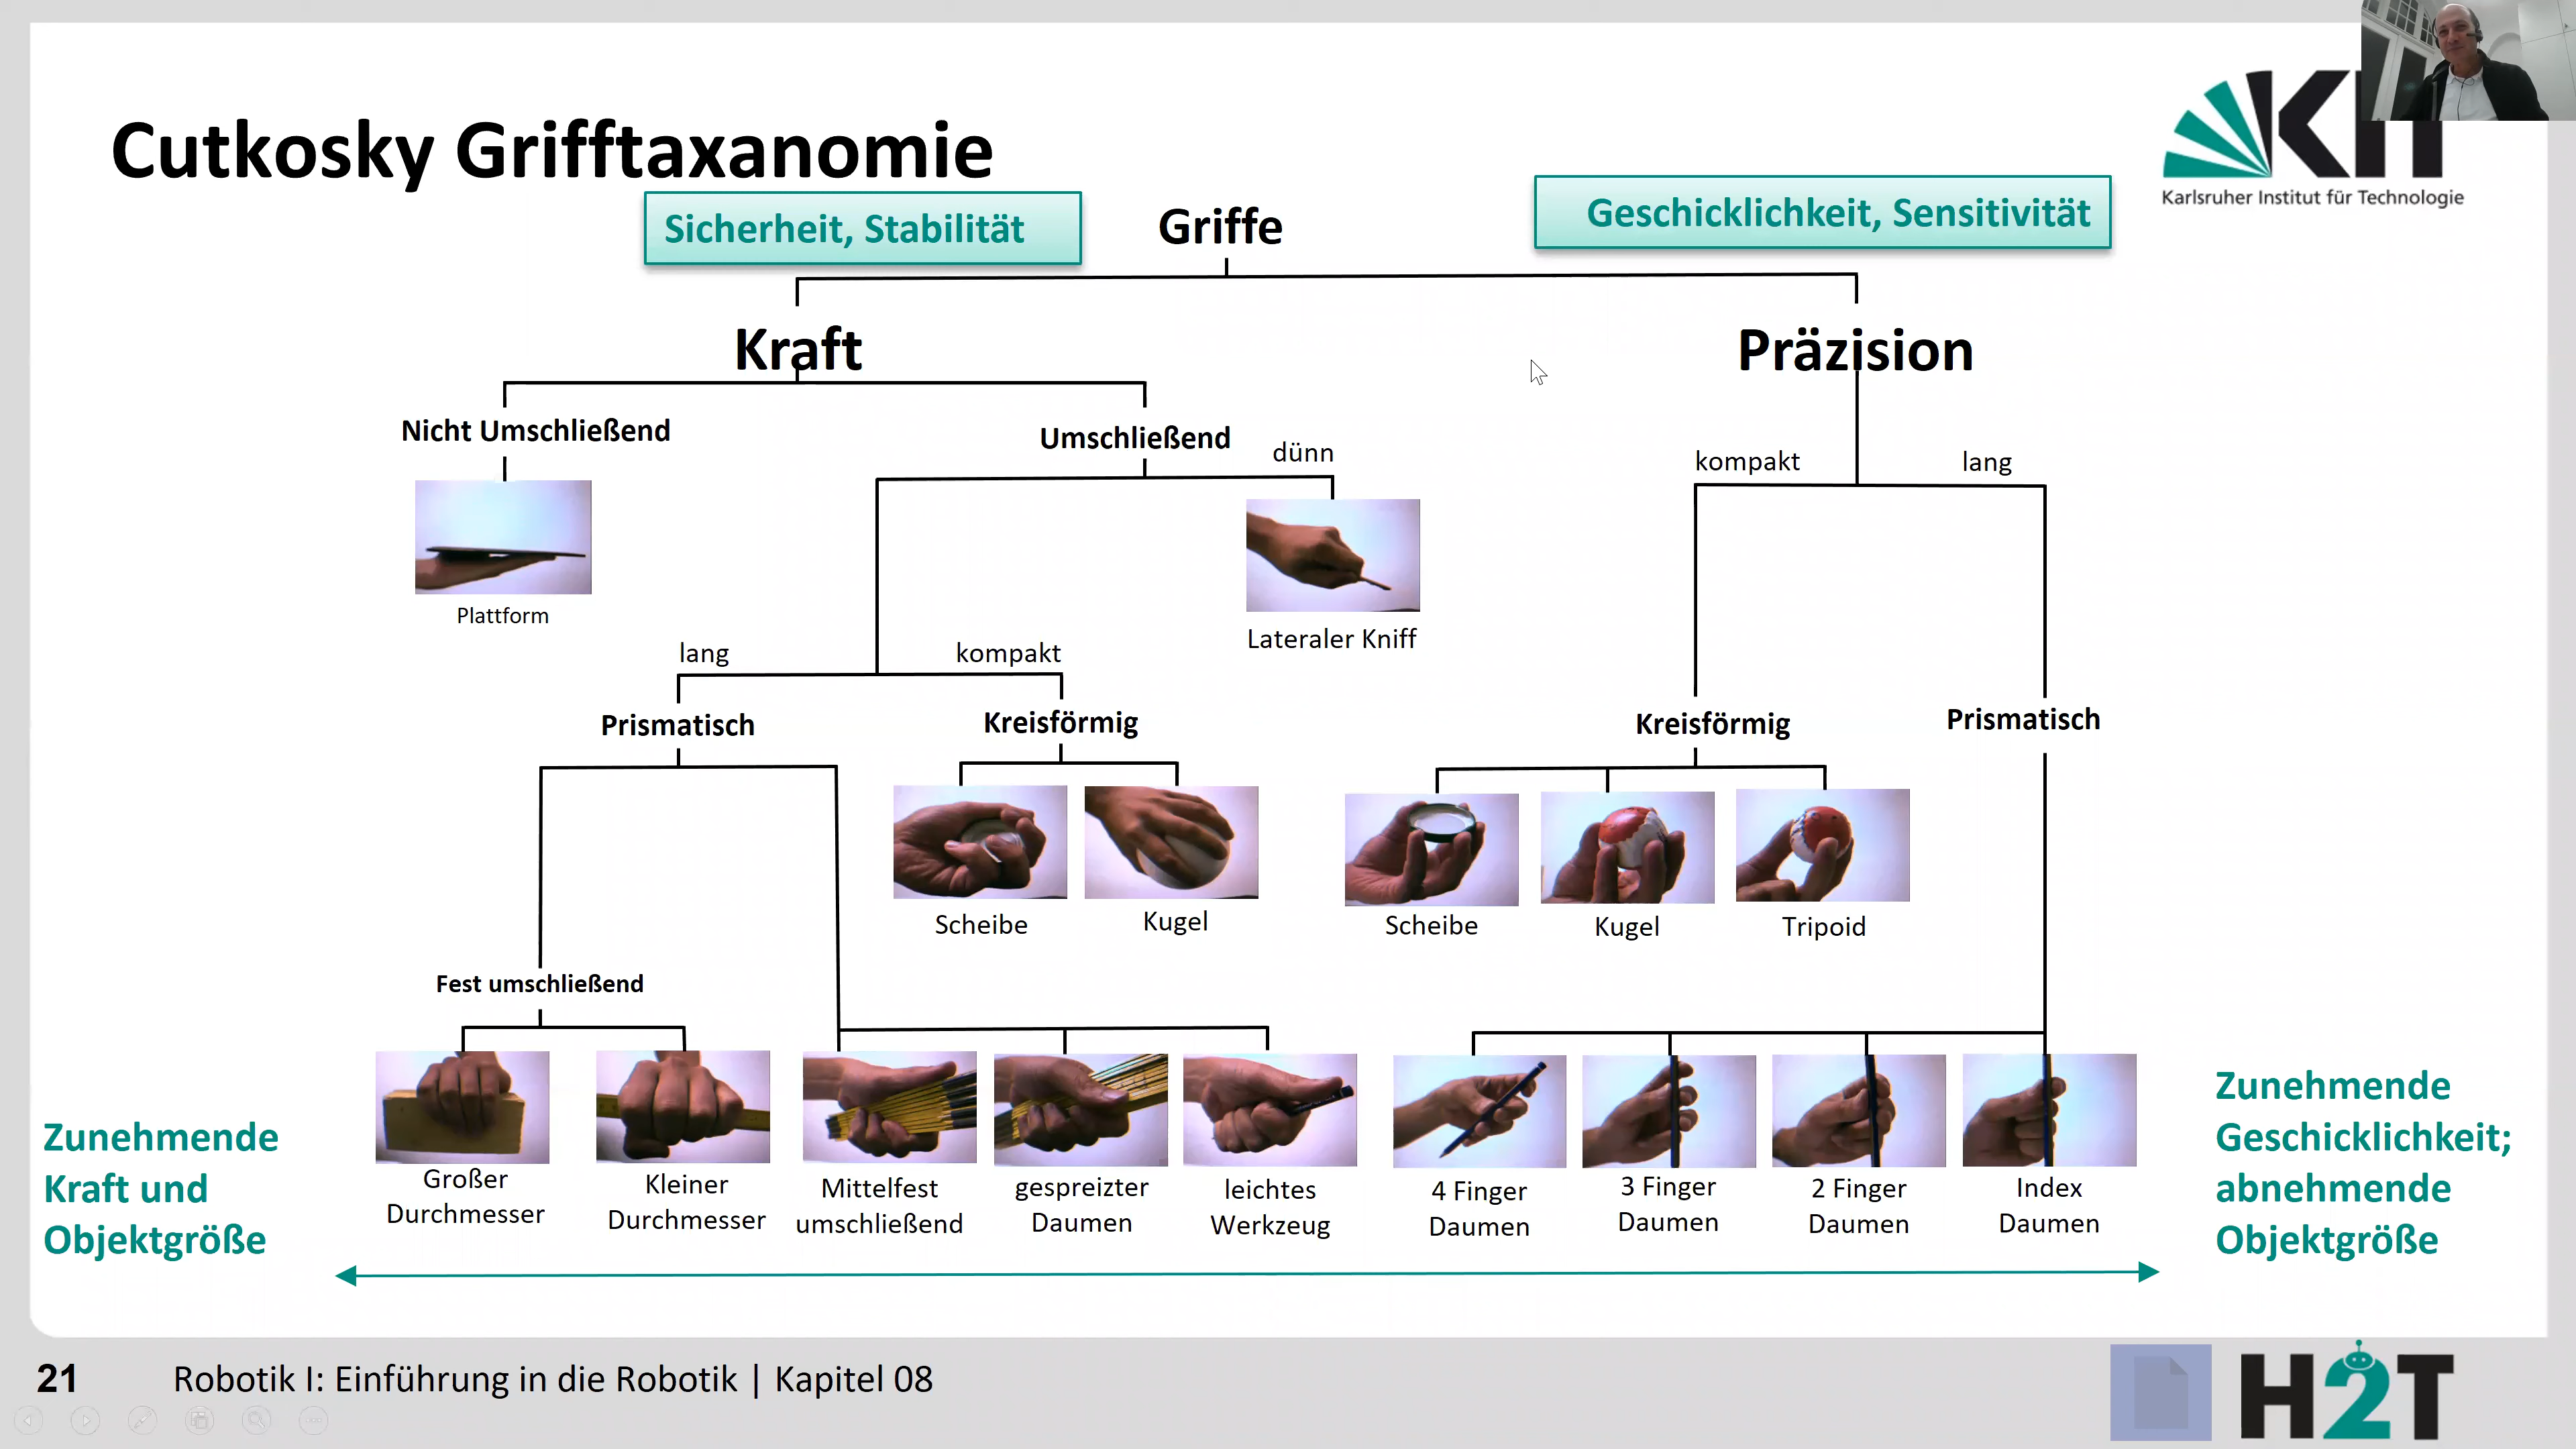 Cutkosky Grifftaxanomie
KIT
Karlsruher Institut für Technologie
Sicherheit, Stabilität
Griffe
Geschicklichkeit, Sensitivität
Kraft
Präzision
Nicht Umschließend
Umschließend
dünn
kompakt
lang
Plattform
Lateraler Kniff
lang
kompakt
Prismatisch
Kreisförmig
Kreisförmig
Prismatisch
Scheibe
Kugel
Scheibe
Kugel
Tripoid
Fest umschließend
Zunehmende
Kraft und
Objektgröße
Großer
Durchmesser
Kleiner
Durchmesser
Mittelfest
umschließend
gespreizter
Daumen
leichtes
Werkzeug
4 Finger
Daumen
3 Finger
Daumen
2 Finger
Daumen
Index
Daumen
Zunehmende
Geschicklichkeit;
abnehmende
Objektgröße
21
Robotik I: Einführung in die Robotik | Kapitel 08
H2T